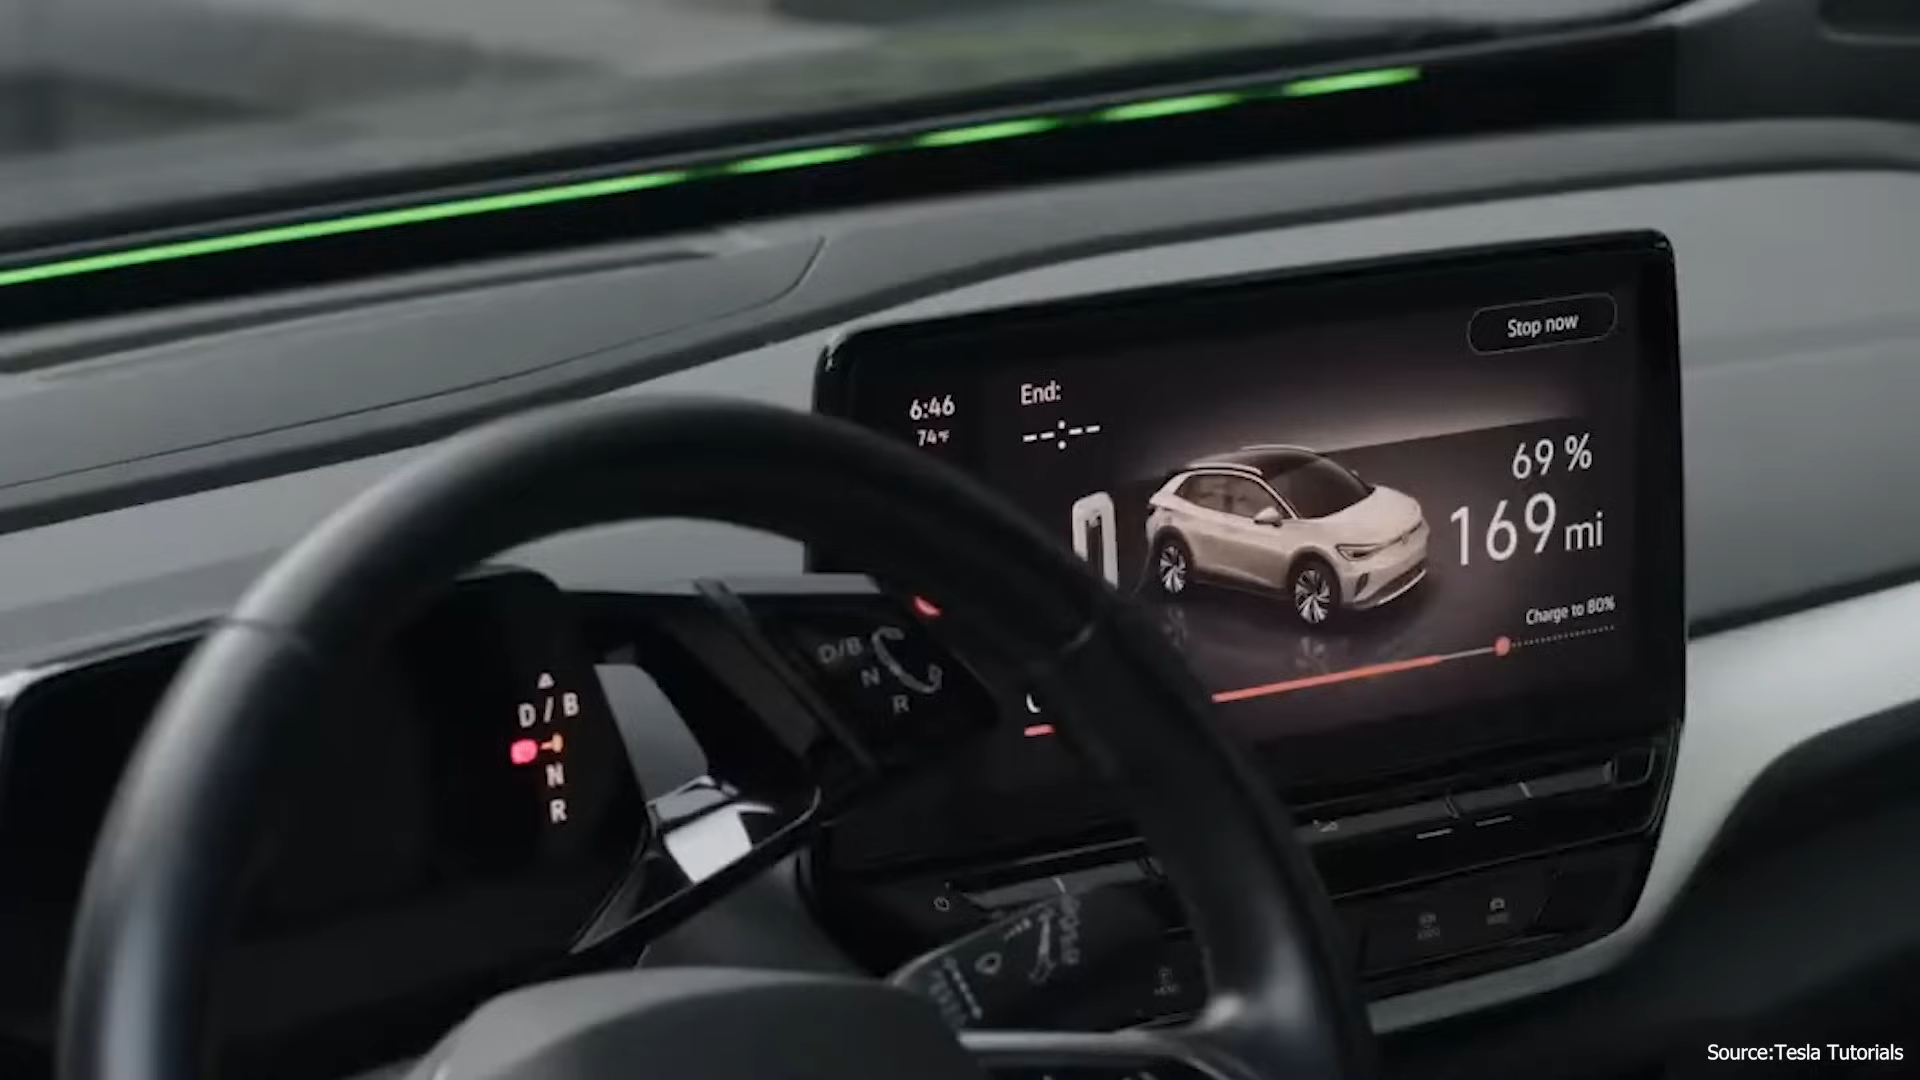 Stop now
6:46
74°F
End:
--:--
69 %
169 mi
Charge to 80%
D/B
N
R
D/B
N
R
Source:Tesla Tutorials